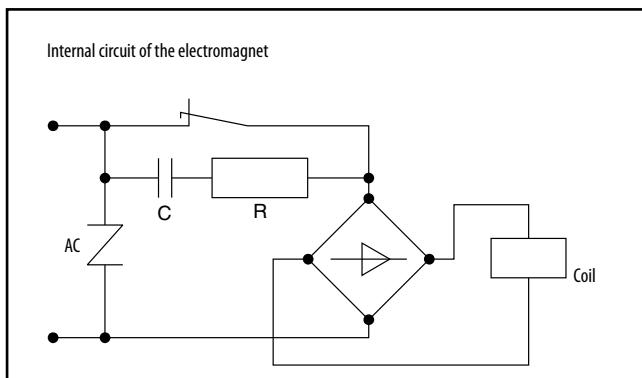 Internal circuit of the electromagnet
C
R
AC
Coil